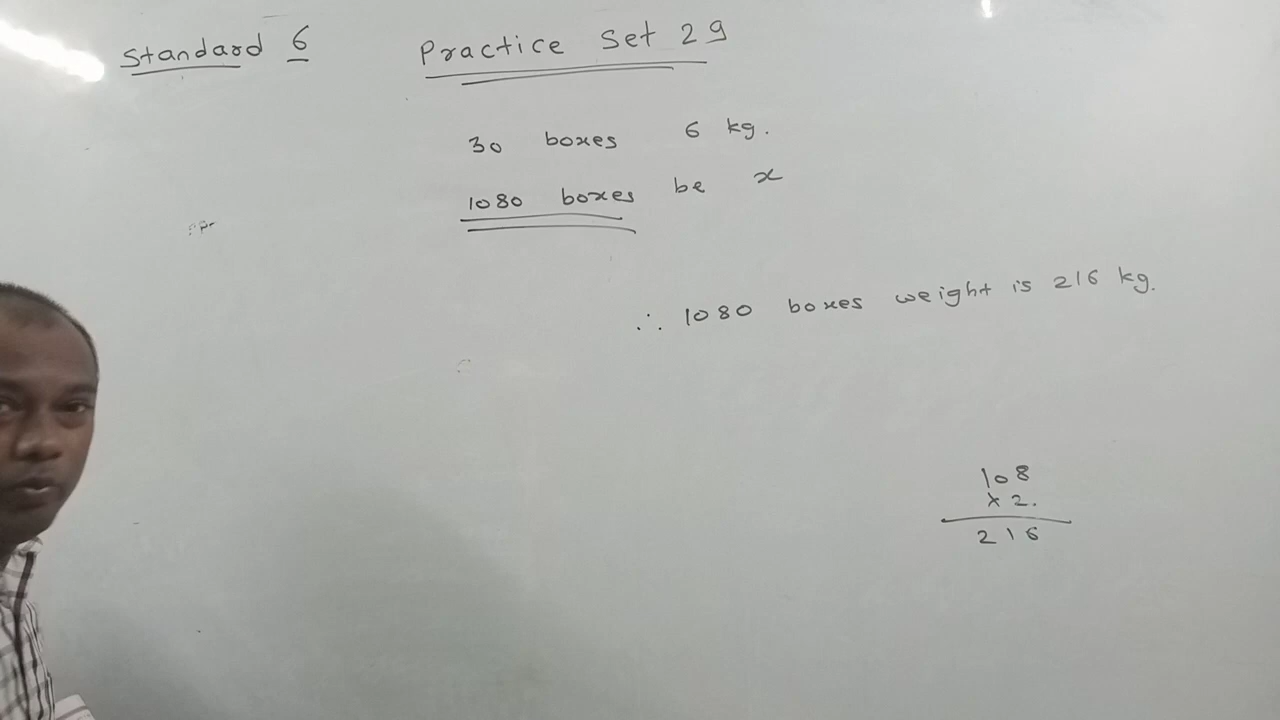 Standard 6
Practice Set 29
30 boxes 6 kg.
1080 boxes be x
∴ 1080 boxes weight is 216 kg.
108
× 2.
216